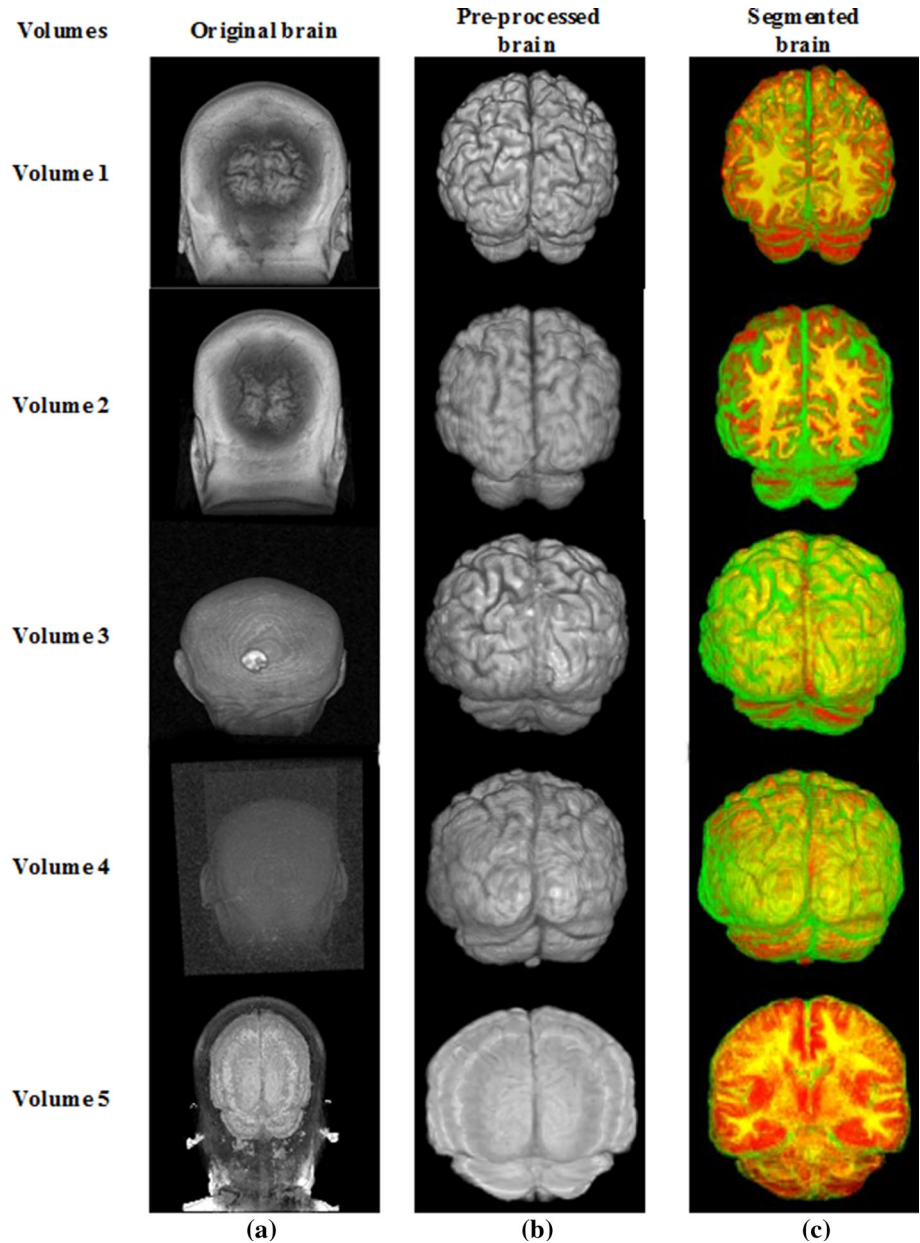 Volumes
Original brain
Pre-processed
brain
Segmented
brain
Volume 1
Volume 2
Volume 3
Volume 4
Volume 5
(a)
(b)
(c)